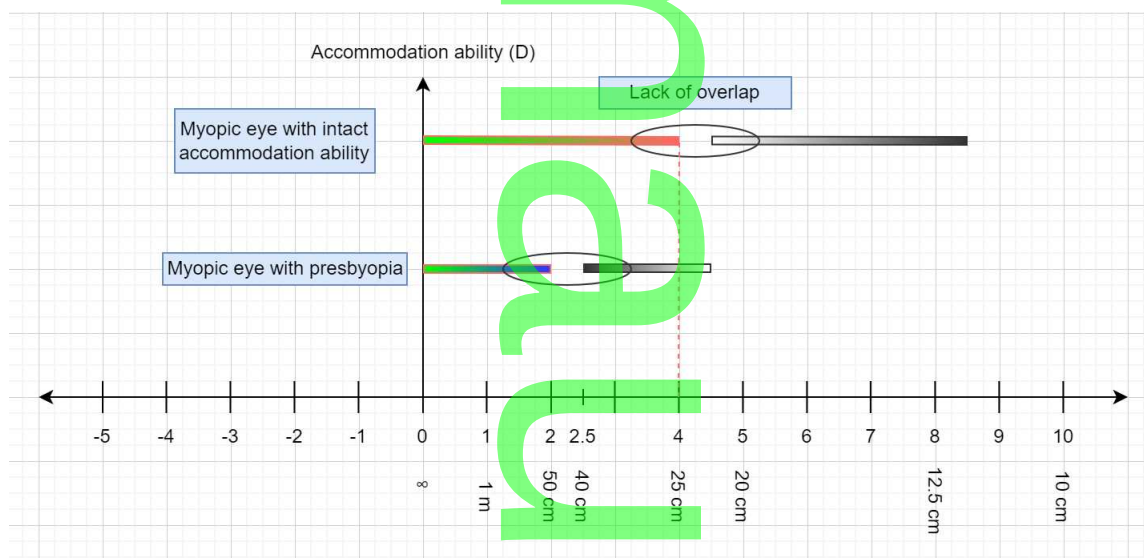 Accommodation ability (D)
Lack of overlap
Myopic eye with intact
accommodation ability
Myopic eye with presbyopia
-5 -4 -3 -2 -1 0 1 2 2.5 4 5 6 7 8 9 10
∞ 1 m 50 cm 40 cm 25 cm 20 cm 12.5 cm 10 cm